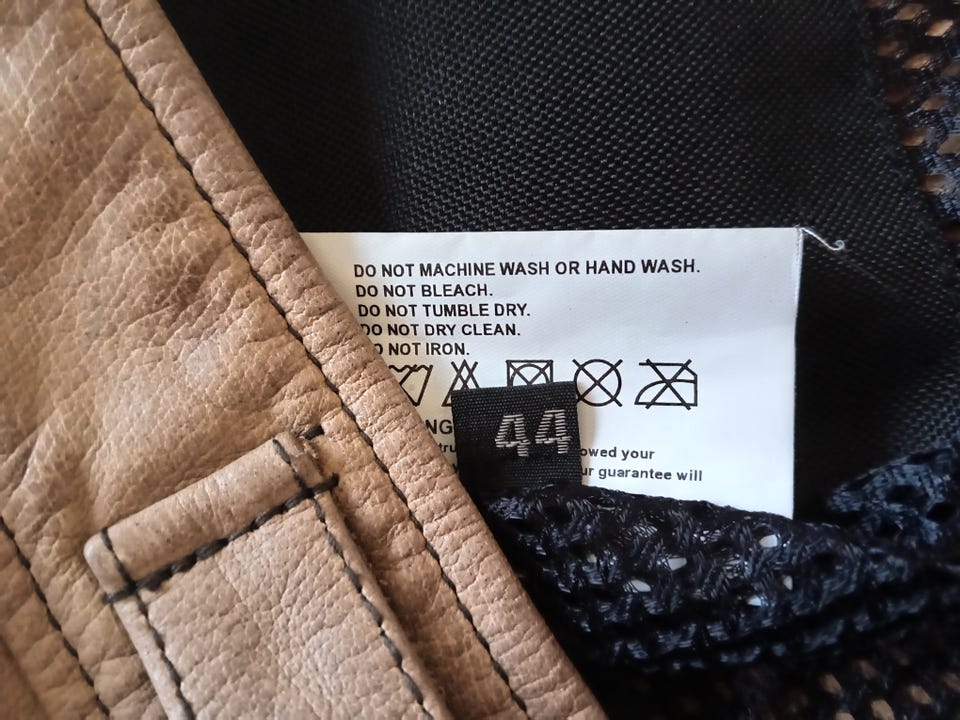 DO NOT MACHINE WASH OR HAND WASH.
DO NOT BLEACH.
DO NOT TUMBLE DRY.
DO NOT DRY CLEAN.
DO NOT IRON.
44
your
guarantee will